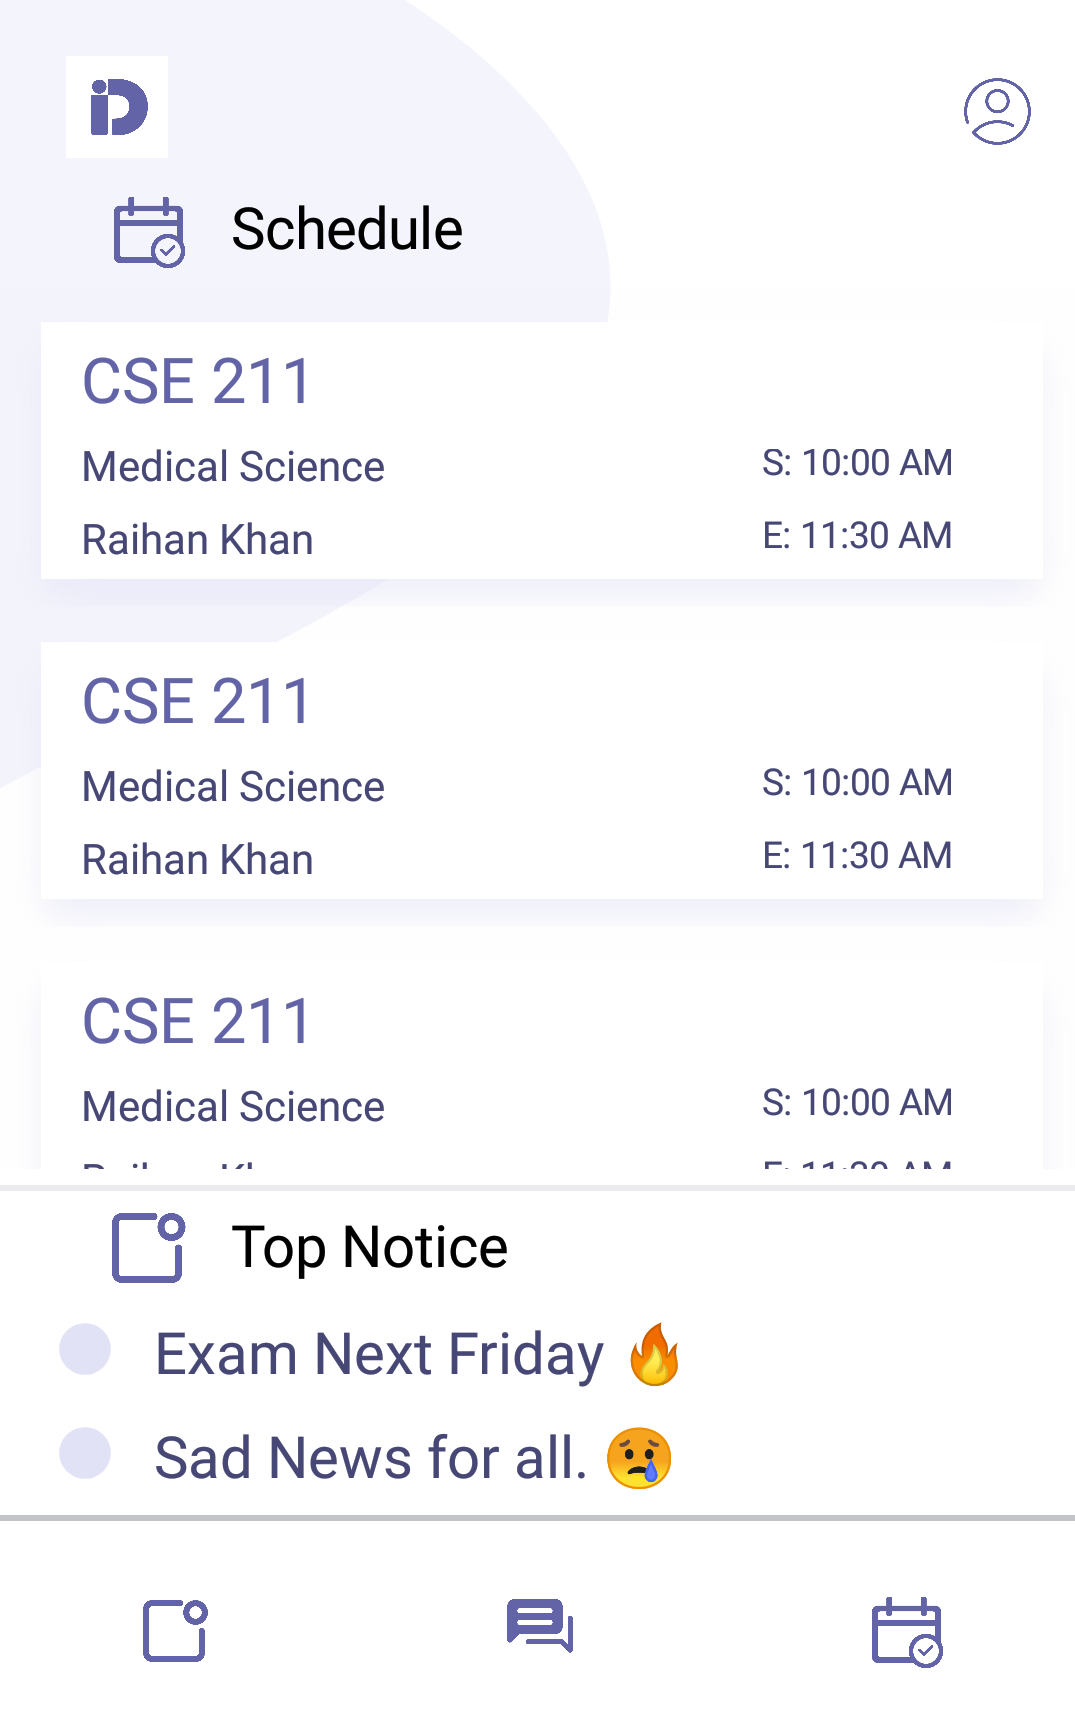 iD
Schedule
CSE 211
Medical Science S: 10:00 AM
Raihan Khan E: 11:30 AM
CSE 211
Medical Science S: 10:00 AM
Raihan Khan E: 11:30 AM
CSE 211
Medical Science S: 10:00 AM
Top Notice
Exam Next Friday 🔥
Sad News for all. 😢